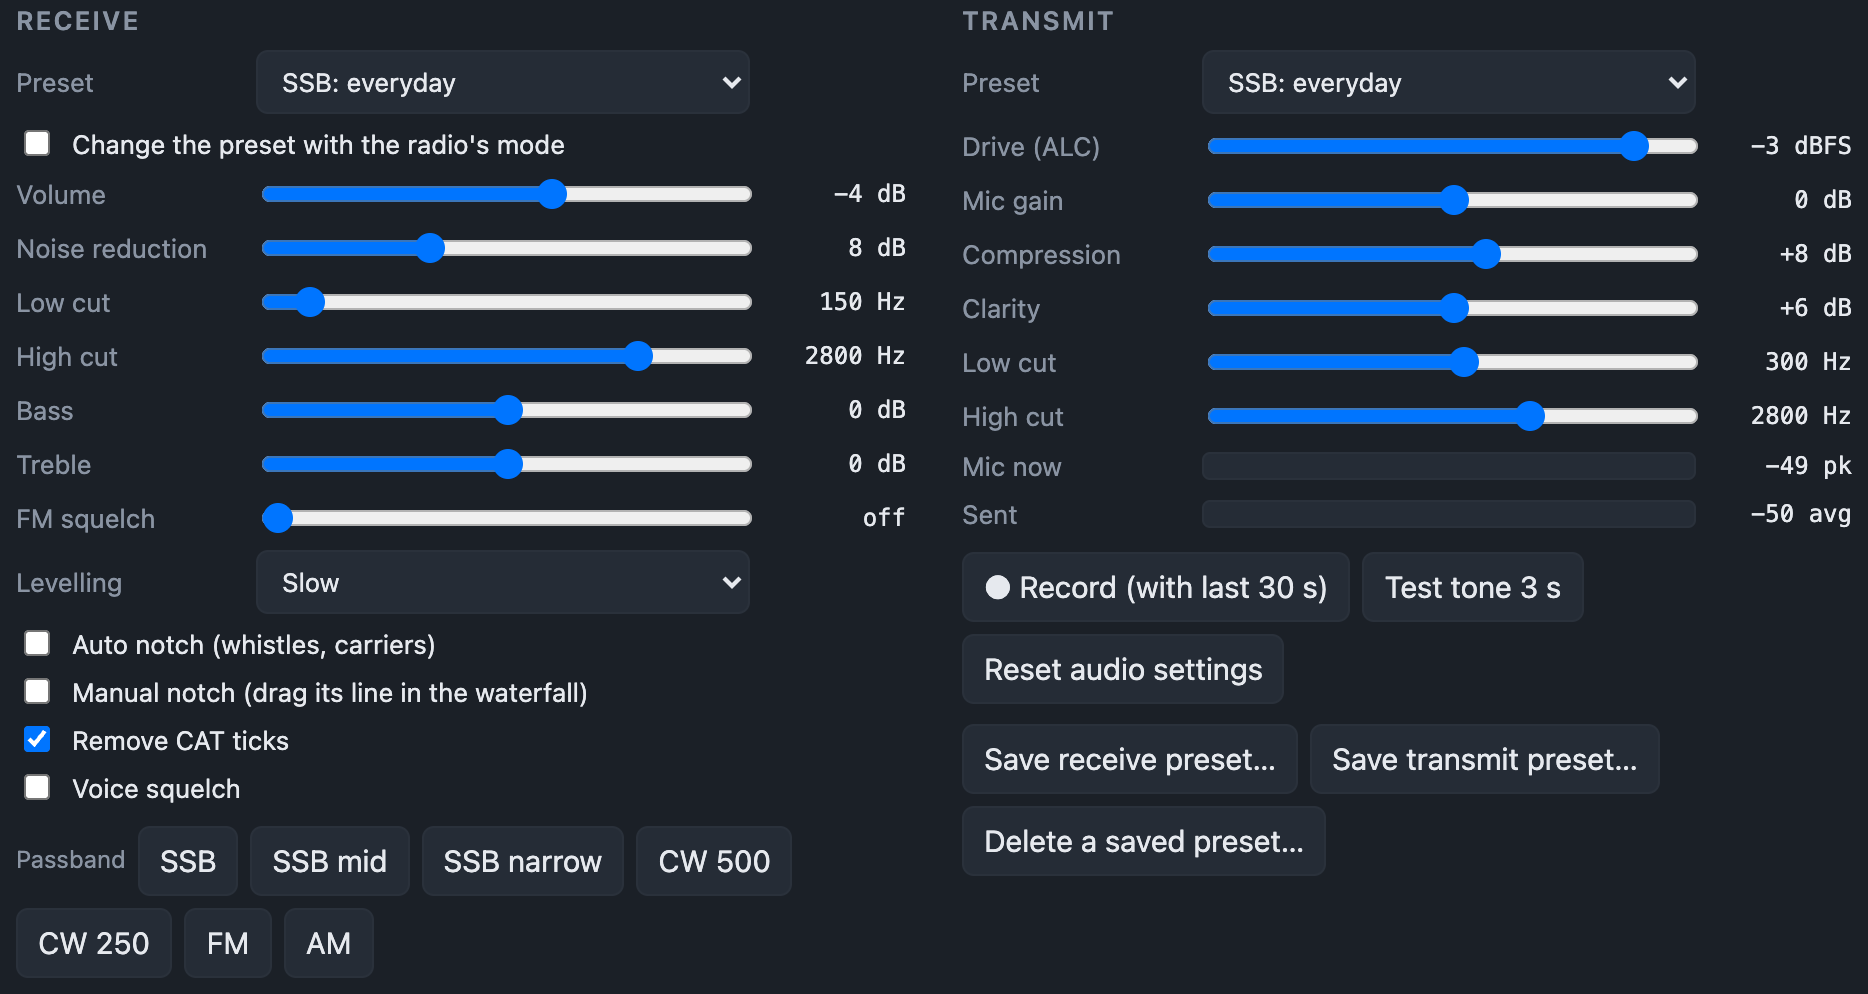 RECEIVE
Preset SSB: everyday
Change the preset with the radio's mode
Volume −4 dB
Noise reduction 8 dB
Low cut 150 Hz
High cut 2800 Hz
Bass 0 dB
Treble 0 dB
FM squelch off
Levelling Slow
Auto notch (whistles, carriers)
Manual notch (drag its line in the waterfall)
Remove CAT ticks
Voice squelch
Passband SSB SSB mid SSB narrow CW 500
CW 250 FM AM
TRANSMIT
Preset SSB: everyday
Drive (ALC) −3 dBFS
Mic gain 0 dB
Compression +8 dB
Clarity +6 dB
Low cut 300 Hz
High cut 2800 Hz
Mic now −49 pk
Sent −50 avg
Record (with last 30 s) Test tone 3 s
Reset audio settings
Save receive preset... Save transmit preset...
Delete a saved preset...